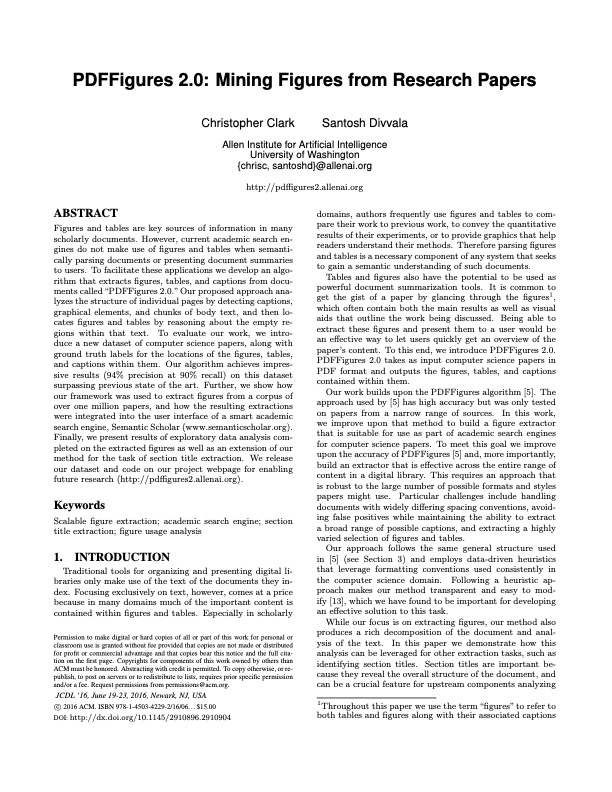 PDFFigures 2.0: Mining Figures from Research Papers
Christopher Clark Santosh Divvala
Allen Institute for Artificial Intelligence
University of Washington
{chrisc, santoshd}@allenai.org
http://pdffigures2.allenai.org
ABSTRACT
Figures and tables are key sources of information in many
scholarly documents. However, current academic search en-
gines do not make use of figures and tables when semanti-
cally parsing documents or presenting document summaries
to users. To facilitate these applications we develop an algo-
rithm that extracts figures, tables, and captions from docu-
ments called “PDFFigures 2.0.” Our proposed approach ana-
lyzes the structure of individual pages by detecting captions,
graphical elements, and chunks of body text, and then lo-
cates figures and tables by reasoning about the empty re-
gions within that text. To evaluate our work, we intro-
duce a new dataset of computer science papers, along with
ground truth labels for the locations of the figures, tables,
and captions within them. Our algorithm achieves impres-
sive results (94% precision at 90% recall) on this dataset
surpassing previous state of the art. Further, we show how
our framework was used to extract figures from a corpus of
over one million papers, and how the resulting extractions
were integrated into the user interface of a smart academic
search engine, Semantic Scholar (www.semanticscholar.org).
Finally, we present results of exploratory data analysis com-
pleted on the extracted figures as well as an extension of our
method for the task of section title extraction. We release
our dataset and code on our project webpage for enabling
future research (http://pdffigures2.allenai.org).
Keywords
Scalable figure extraction; academic search engine; section
title extraction; figure usage analysis
1. INTRODUCTION
Traditional tools for organizing and presenting digital li-
braries only make use of the text of the documents they in-
dex. Focusing exclusively on text, however, comes at a price
because in many domains much of the important content is
contained within figures and tables. Especially in scholarly
Permission to make digital or hard copies of all or part of this work for personal or
classroom use is granted without fee provided that copies are not made or distributed
for profit or commercial advantage and that copies bear this notice and the full cita-
tion on the first page. Copyrights for components of this work owned by others than
ACM must be honored. Abstracting with credit is permitted. To copy otherwise, or re-
publish, to post on servers or to redistribute to lists, requires prior specific permission
and/or a fee. Request permissions from permissions@acm.org.
JCDL '16, June 19-23, 2016, Newark, NJ, USA
© 2016 ACM. ISBN 978-1-4503-4229-2/16/06...$15.00
DOI: http://dx.doi.org/10.1145/2910896.2910904
domains, authors frequently use figures and tables to com-
pare their work to previous work, to convey the quantitative
results of their experiments, or to provide graphics that help
readers understand their methods. Therefore parsing figures
and tables is a necessary component of any system that seeks
to gain a semantic understanding of such documents.
Tables and figures also have the potential to be used as
powerful document summarization tools. It is common to
get the gist of a paper by glancing through the figures¹,
which often contain both the main results as well as visual
aids that outline the work being discussed. Being able to
extract these figures and present them to a user would be
an effective way to let users quickly get an overview of the
paper's content. To this end, we introduce PDFFigures 2.0.
PDFFigures 2.0 takes as input computer science papers in
PDF format and outputs the figures, tables, and captions
contained within them.
Our work builds upon the PDFFigures algorithm [5]. The
approach used by [5] has high accuracy but was only tested
on papers from a narrow range of sources. In this work,
we improve upon that method to build a figure extractor
that is suitable for use as part of academic search engines
for computer science papers. To meet this goal we improve
upon the accuracy of PDFFigures [5] and, more importantly,
build an extractor that is effective across the entire range of
content in a digital library. This requires an approach that
is robust to the large number of possible formats and styles
papers might use. Particular challenges include handling
documents with widely differing spacing conventions, avoid-
ing false positives while maintaining the ability to extract
a broad range of possible captions, and extracting a highly
varied selection of figures and tables.
Our approach follows the same general structure used
in [5] (see Section 3) and employs data-driven heuristics
that leverage formatting conventions used consistently in
the computer science domain. Following a heuristic ap-
proach makes our method transparent and easy to mod-
ify [13], which we have found to be important for developing
an effective solution to this task.
While our focus is on extracting figures, our method also
produces a rich decomposition of the document and anal-
ysis of the text. In this paper we demonstrate how this
analysis can be leveraged for other extraction tasks, such as
identifying section titles. Section titles are important be-
cause they reveal the overall structure of the document, and
can be a crucial feature for upstream components analyzing
¹Throughout this paper we use the term “figures” to refer to
both tables and figures along with their associated captions